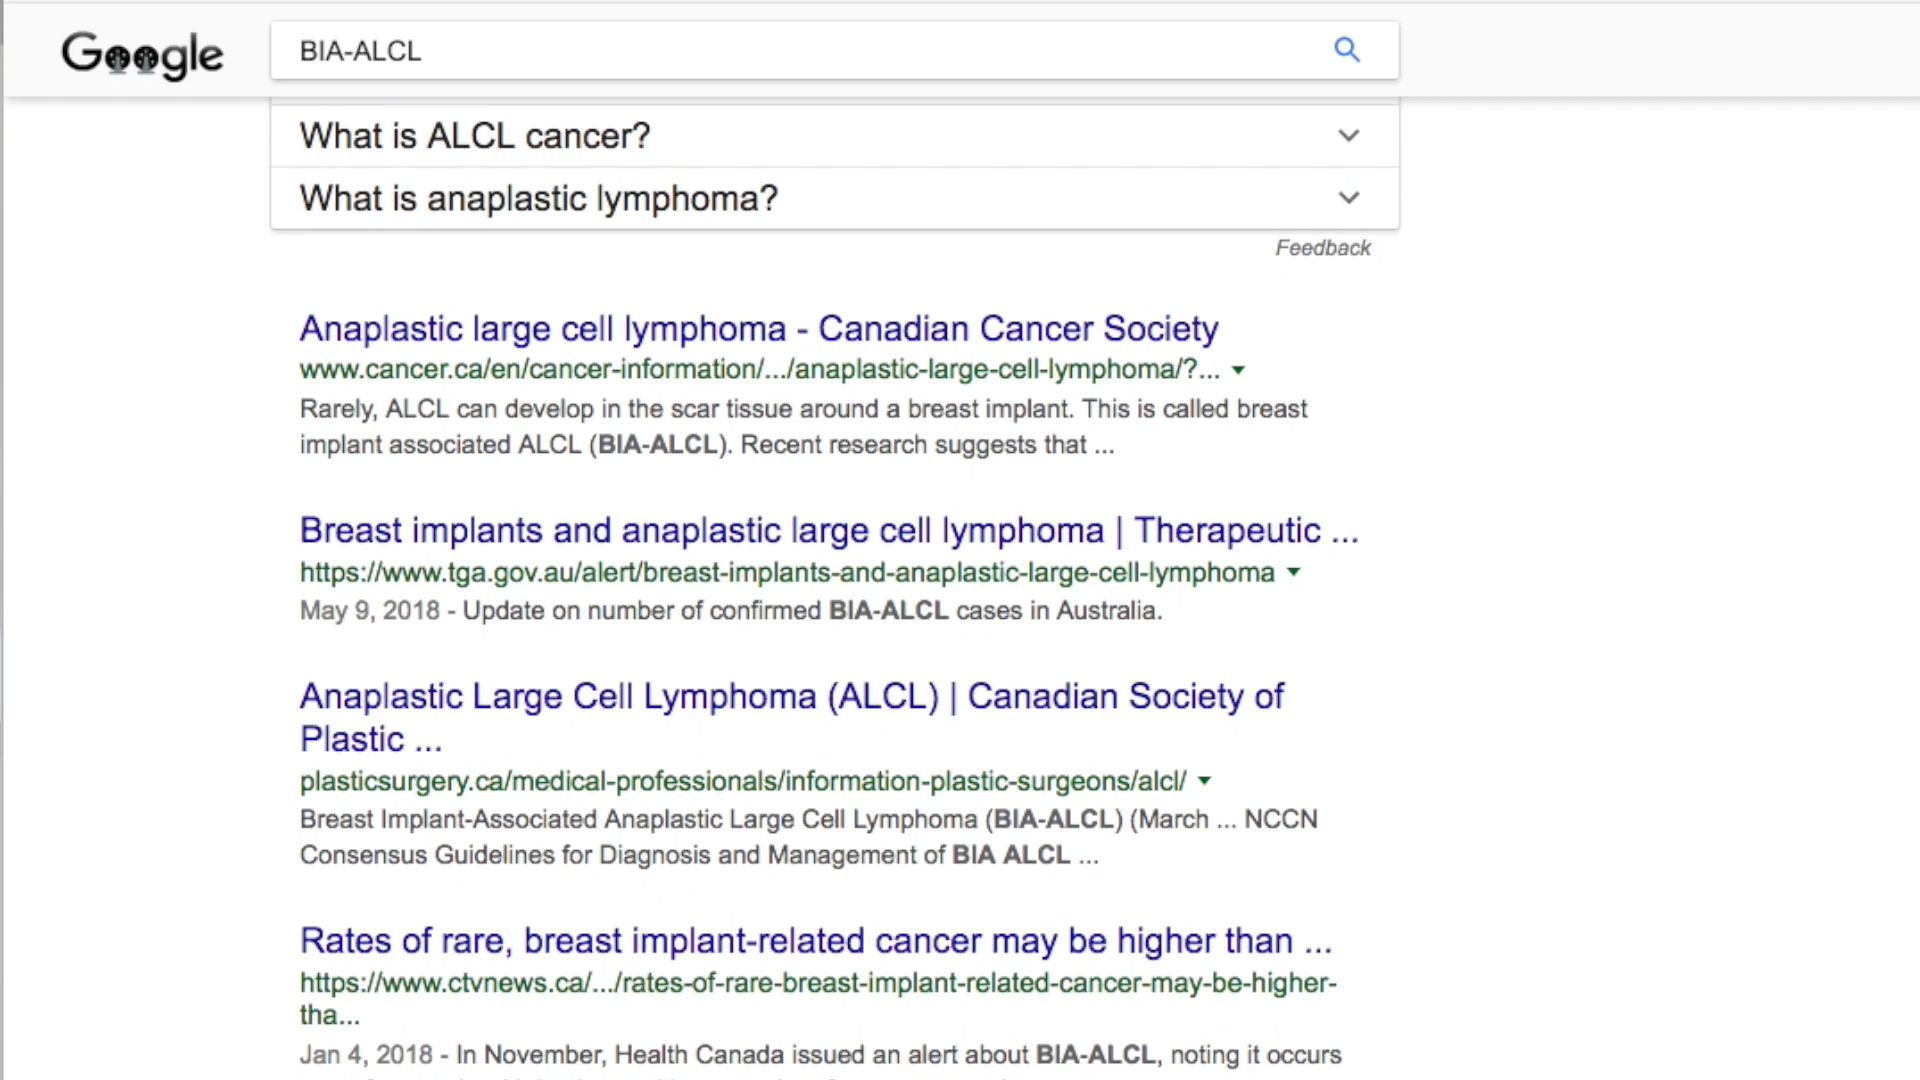 Google
BIA-ALCL
What is ALCL cancer?
What is anaplastic lymphoma?
Feedback
Anaplastic large cell lymphoma - Canadian Cancer Society
www.cancer.ca/en/cancer-information/.../anaplastic-large-cell-lymphoma/?...
Rarely, ALCL can develop in the scar tissue around a breast implant. This is called breast
implant associated ALCL (BIA-ALCL). Recent research suggests that ...
Breast implants and anaplastic large cell lymphoma | Therapeutic ...
https://www.tga.gov.au/alert/breast-implants-and-anaplastic-large-cell-lymphoma
May 9, 2018 - Update on number of confirmed BIA-ALCL cases in Australia.
Anaplastic Large Cell Lymphoma (ALCL) | Canadian Society of
Plastic ...
plasticsurgery.ca/medical-professionals/information-plastic-surgeons/alcl/
Breast Implant-Associated Anaplastic Large Cell Lymphoma (BIA-ALCL) (March ... NCCN
Consensus Guidelines for Diagnosis and Management of BIA ALCL ...
Rates of rare, breast implant-related cancer may be higher than ...
https://www.ctvnews.ca/.../rates-of-rare-breast-implant-related-cancer-may-be-higher-
tha...
Jan 4, 2018 - In November, Health Canada issued an alert about BIA-ALCL, noting it occurs